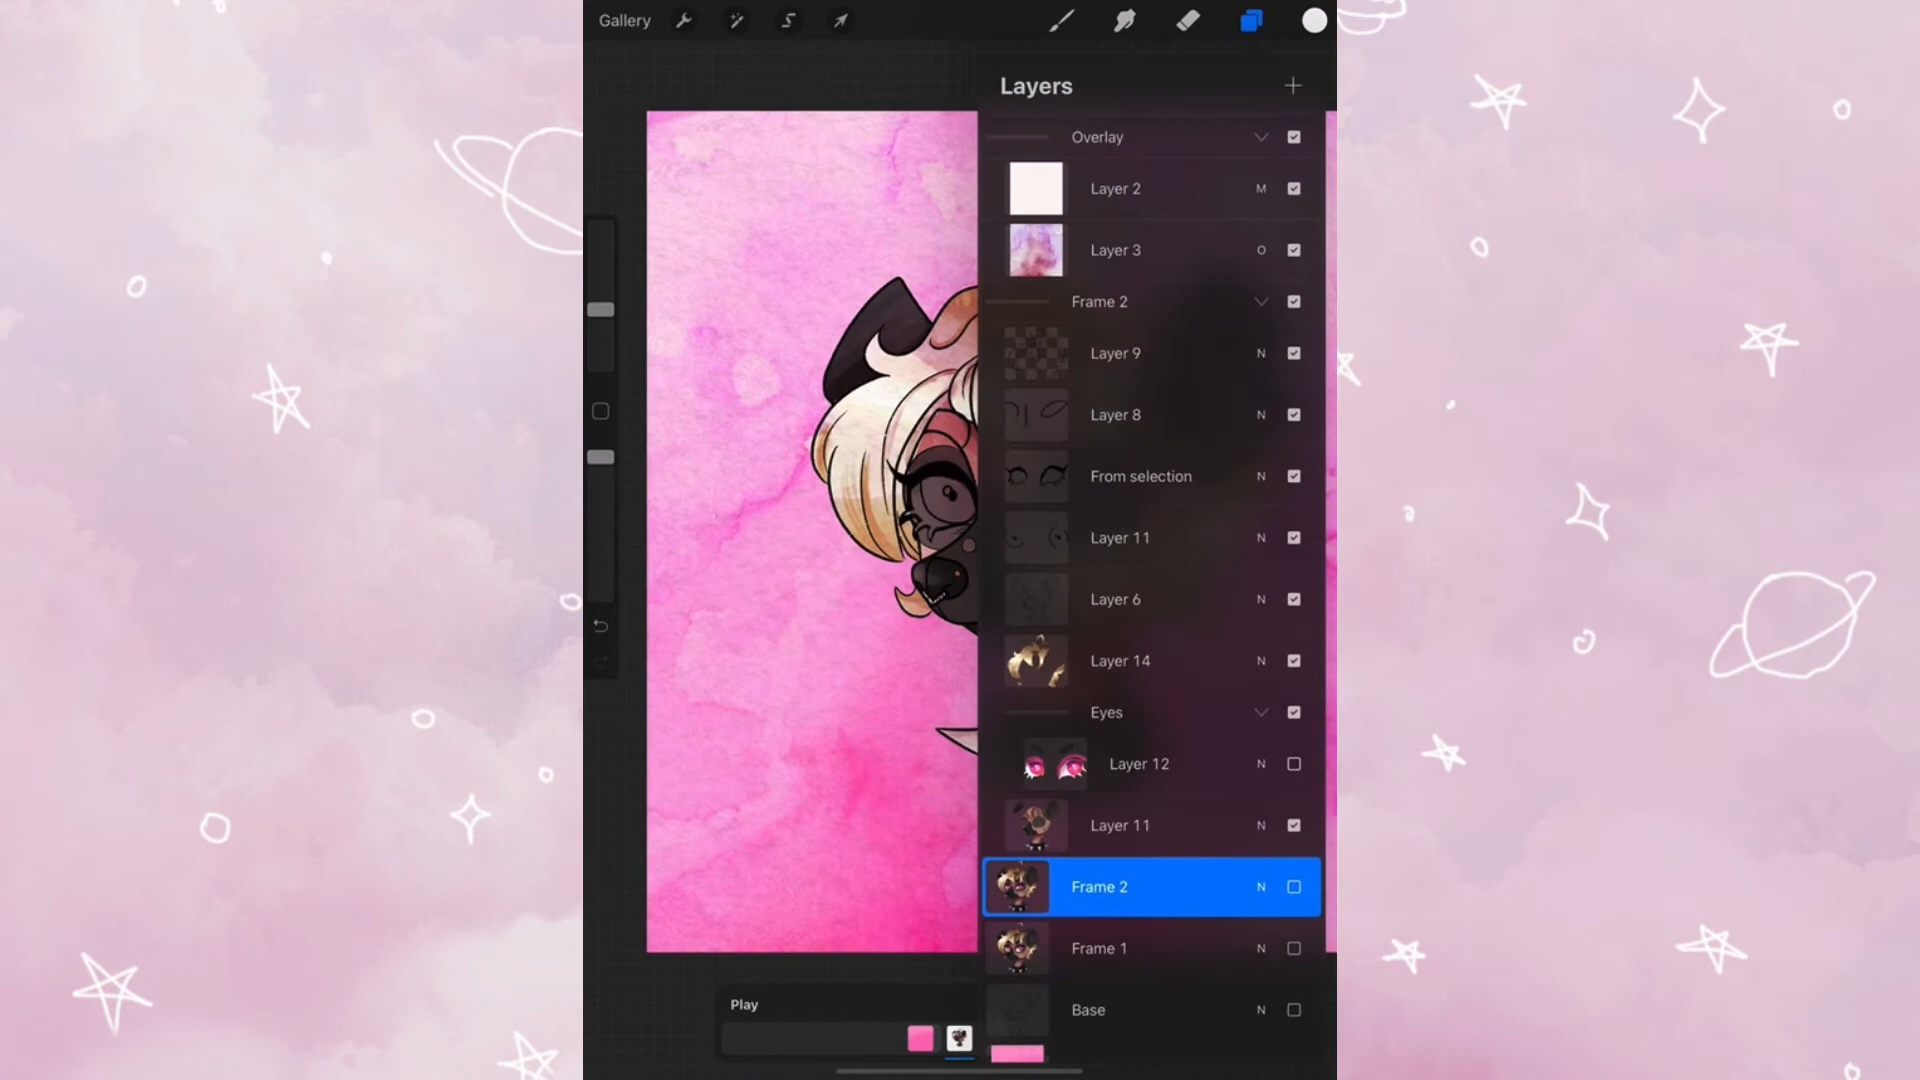 Gallery
Layers
Overlay
Layer 2 M
Layer 3 O
Frame 2
Layer 9 N
Layer 8 N
From selection N
Layer 11 N
Layer 6 N
Layer 14 N
Eyes
Layer 12 N
Layer 11 N
Frame 2 N
Frame 1 N
Base N
Play